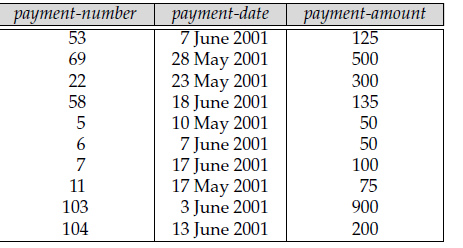 payment-number payment-date payment-amount
53 7 June 2001 125
69 28 May 2001 500
22 23 May 2001 300
58 18 June 2001 135
5 10 May 2001 50
6 7 June 2001 50
7 17 June 2001 100
11 17 May 2001 75
103 3 June 2001 900
104 13 June 2001 200